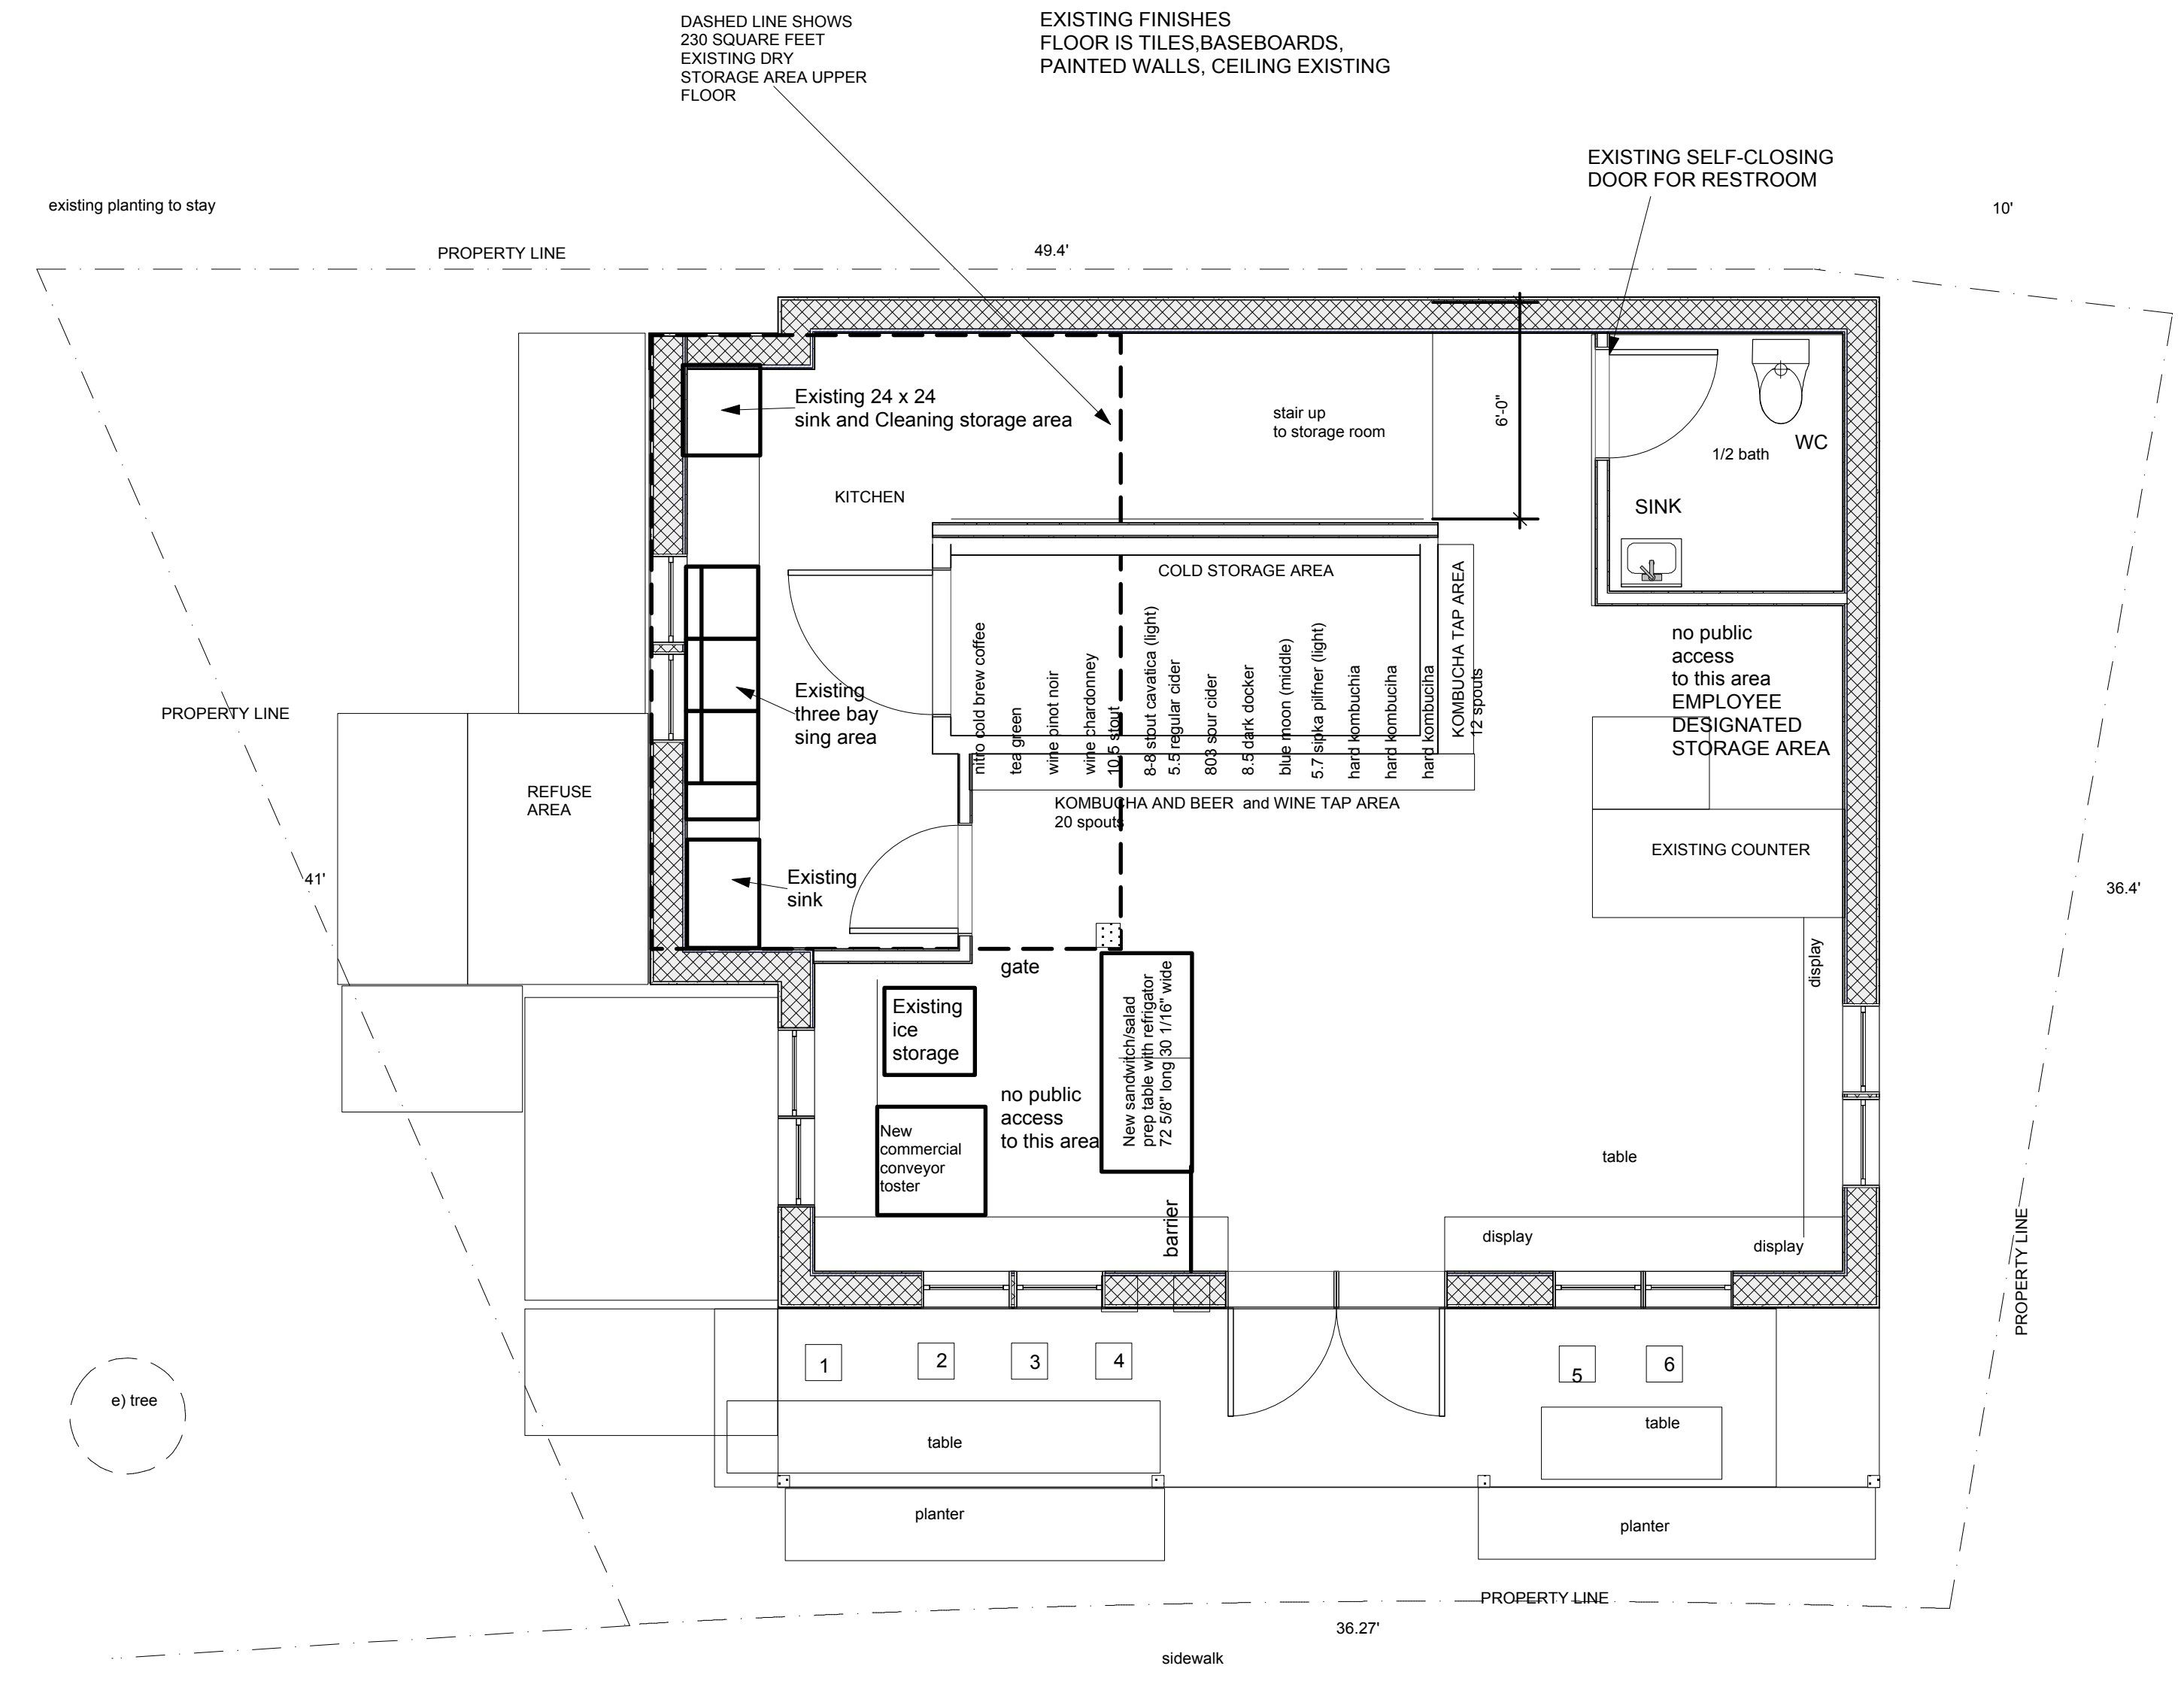 DASHED LINE SHOWS
230 SQUARE FEET
EXISTING DRY
STORAGE AREA UPPER
FLOOR
EXISTING FINISHES
FLOOR IS TILES,BASEBOARDS,
PAINTED WALLS, CEILING EXISTING
EXISTING SELF-CLOSING
DOOR FOR RESTROOM
existing planting to stay
10'
PROPERTY LINE
49.4'
Existing 24 x 24
sink and Cleaning storage area
stair up
to storage room
6'-0"
1/2 bath
WC
KITCHEN
SINK
COLD STORAGE AREA
KOMBUCHA TAP AREA
12 spouts
nitro cold brew coffee
tea green
wine pinot noir
wine chardonney
10.5 stout
8-8 stout cavatica (light)
5.5 regular cider
803 sour cider
8.5 dark docker
blue moon (middle)
5.7 sipka pilfner (light)
hard kombuchia
hard kombuciha
hard kombuciha
no public
access
to this area
EMPLOYEE
DESIGNATED
STORAGE AREA
Existing
three bay
sing area
PROPERTY LINE
REFUSE
AREA
KOMBUCHA AND BEER and WINE TAP AREA
20 spouts
EXISTING COUNTER
Existing
sink
41'
36.4'
display
gate
Existing
ice
storage
New sandwitch/salad
prep table with refrigator
72 5/8" long 30 1/16" wide
no public
access
to this area
New
commercial
conveyor
toster
table
barrier
display
display
PROPERTY LINE
1
2
3
4
5
6
e) tree
table
table
planter
planter
PROPERTY LINE
36.27'
sidewalk